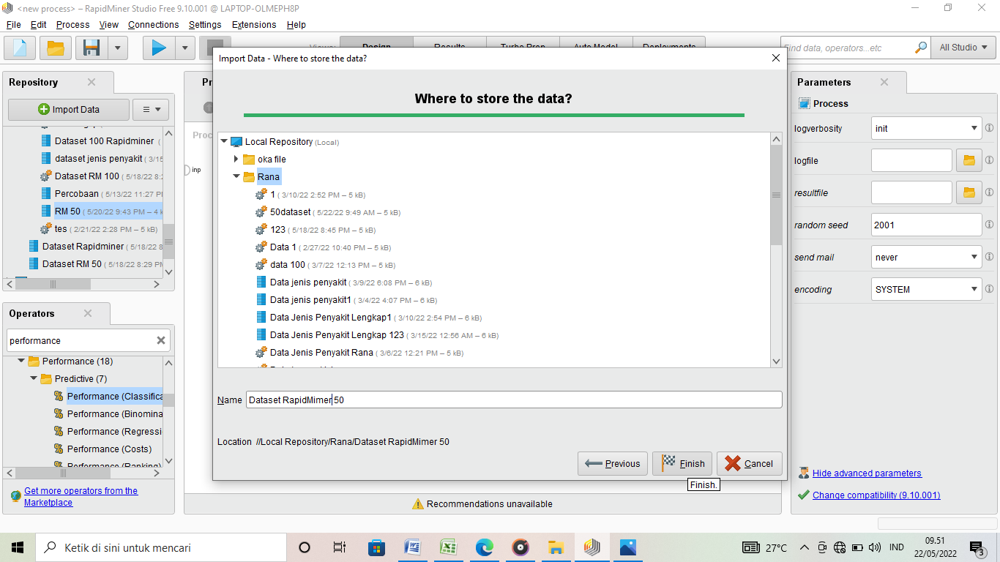 <new process> – RapidMiner Studio Free 9.10.001 @ LAPTOP-OLMEPH8P
File Edit Process View Connections Settings Extensions Help
Views: Design Results Turbo Prep Auto Model Deployments
Find data, operators...etc
All Studio
Repository
Import Data
Dataset 100 Rapidminer (
dataset jenis penyakit ( 3/15
Dataset RM 100 ( 5/18/22 8:2
Percobaan ( 5/13/22 11:27 P
RM 50 ( 5/20/22 9:43 PM – 4 k
tes ( 2/21/22 2:28 PM – 5 kB)
Dataset Rapidminer ( 5/18/22 8
Dataset RM 50 ( 5/18/22 8:29 P
Operators
performance
Performance (18)
Predictive (7)
Performance (Classifica
Performance (Binomina
Performance (Regressi
Performance (Costs)
Performance (Ranking)
Get more operators from the
Marketplace
Pr
Proc
inp
Import Data - Where to store the data?
Where to store the data?
Local Repository (Local)
oka file
Rana
1 ( 3/10/22 2:52 PM – 5 kB)
50dataset ( 5/22/22 9:49 AM – 5 kB)
123 ( 5/18/22 8:45 PM – 5 kB)
Data 1 ( 2/27/22 10:40 PM – 5 kB)
data 100 ( 3/7/22 12:13 PM – 5 kB)
Data jenis penyakit ( 3/9/22 6:08 PM – 6 kB)
Data jenis penyakit1 ( 3/4/22 4:07 PM – 6 kB)
Data Jenis Penyakit Lengkap1 ( 3/10/22 2:54 PM – 6 kB)
Data Jenis Penyakit Lengkap 123 ( 3/15/22 12:56 AM – 6 kB)
Data Jenis Penyakit Rana ( 3/6/22 12:21 PM – 5 kB)
Name Dataset RapidMimer 50
Location //Local Repository/Rana/Dataset RapidMimer 50
Previous Finish Cancel
Finish.
Recommendations unavailable
Parameters
Process
logverbosity init
logfile
resultfile
random seed 2001
send mail never
encoding SYSTEM
Hide advanced parameters
Change compatibility (9.10.001)
Ketik di sini untuk mencari
27°C
IND
09.51
22/05/2022
3